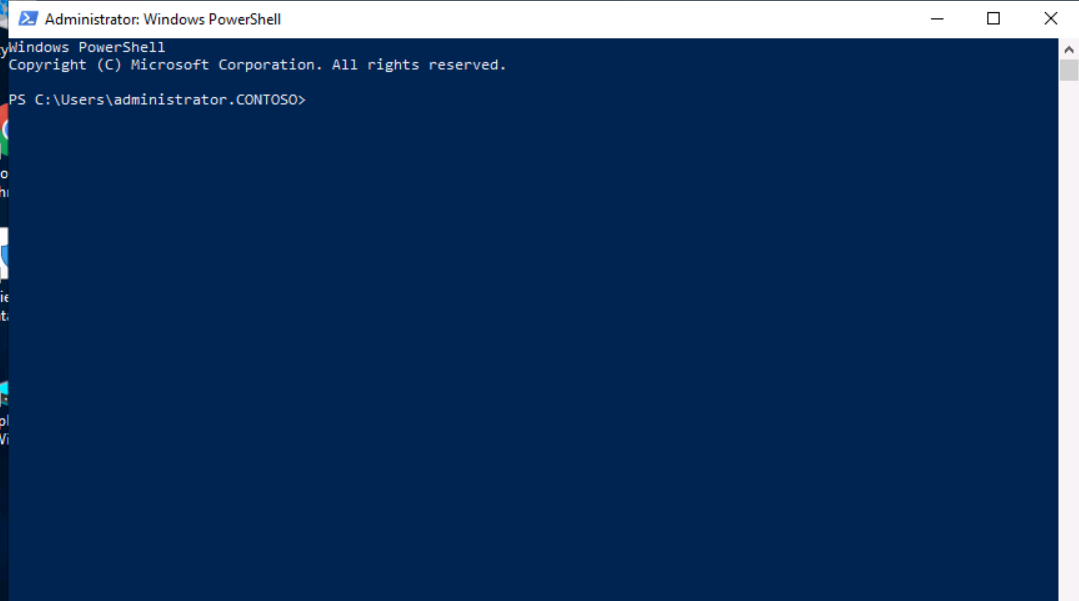 Administrator: Windows PowerShell
Windows PowerShell
Copyright (C) Microsoft Corporation. All rights reserved.
PS C:\Users\administrator.CONTOSO>